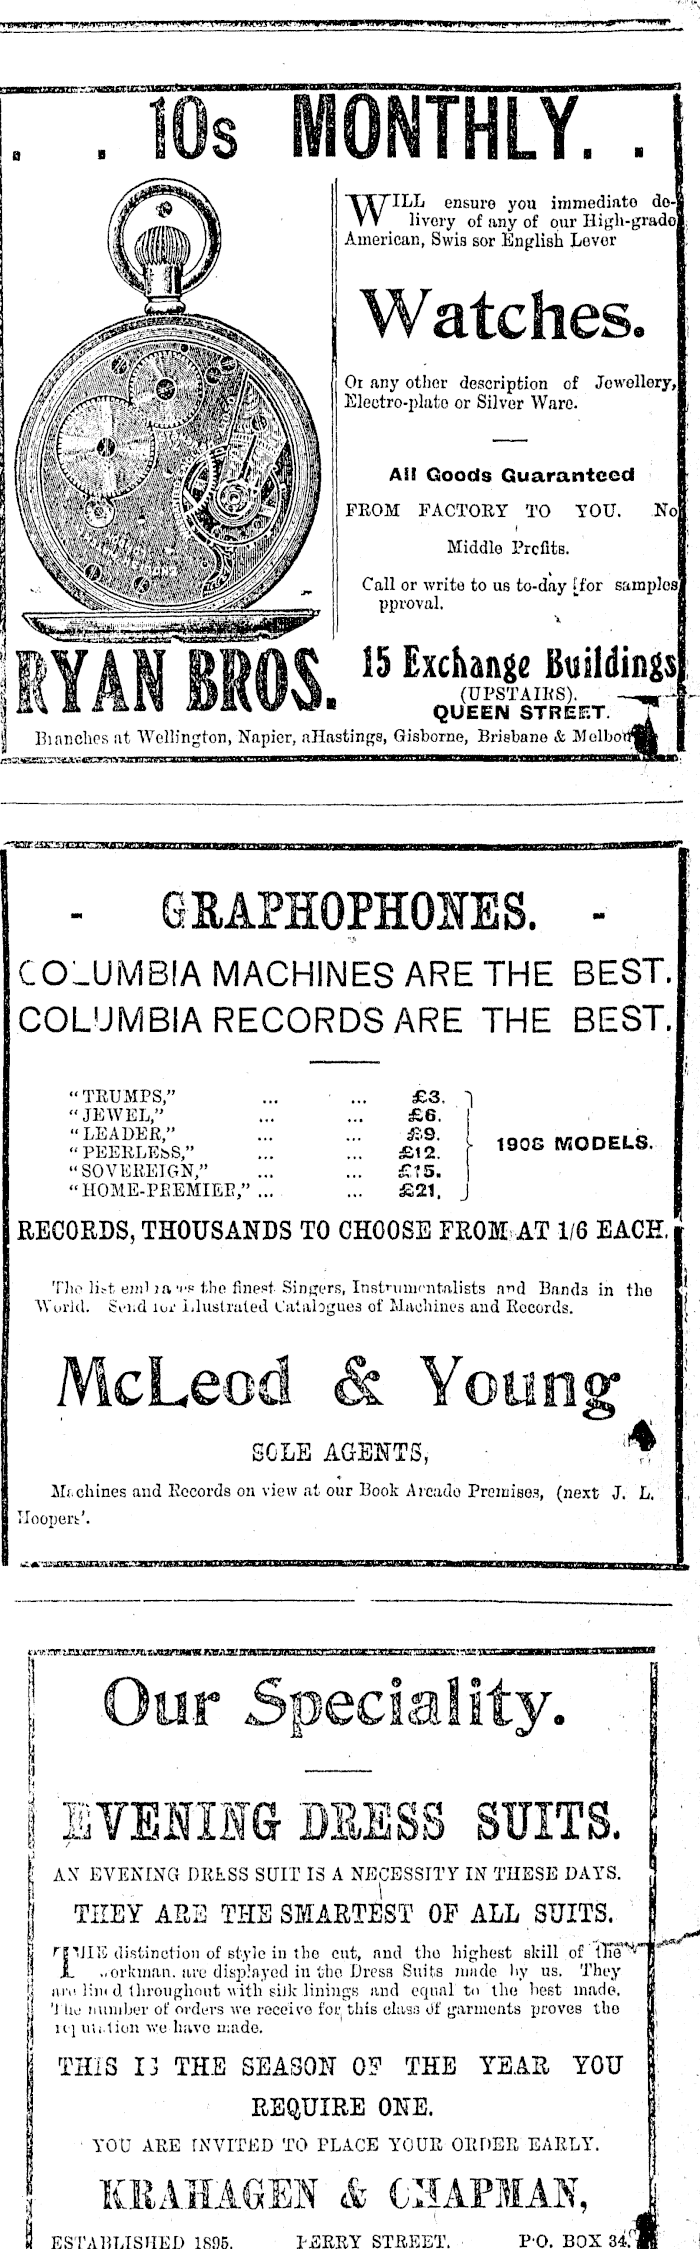 . . 10s MONTHLY. .
WILL ensure you immediate de-
livery of any of our High-grade
American, Swis sor English Lever
Watches.
Or any other description of Jewellery,
Electro-plate or Silver Ware.
All Goods Guaranteed
FROM FACTORY TO YOU. No
Middle Profits.
Call or write to us to-day [for samples
pproval.
RYAN BROS.
15 Exchange Buildings
(UPSTAIRS).
QUEEN STREET.
Branches at Wellington, Napier, aHastings, Gisborne, Brisbane & Melbou
- GRAPHOPHONES. -
COLUMBIA MACHINES ARE THE BEST.
COLUMBIA RECORDS ARE THE BEST.
"TRUMPS," ... ... £3.
"JEWEL," ... ... £6.
"LEADER," ... ... £9.
"PEERLESS," ... ... £12.
"SOVEREIGN," ... ... £15.
"HOME-PREMIER," ... ... £21,
1908 MODELS.
RECORDS, THOUSANDS TO CHOOSE FROM AT 1/6 EACH.
The list embraces the finest Singers, Instrumentalists and Bands in the
World. Send for Illustrated Catalogues of Machines and Records.
McLeod & Young
SOLE AGENTS,
Machines and Records on view at our Book Arcade Premises, (next J. L.
Hoopers'.
Our Speciality.
EVENING DRESS SUITS.
AN EVENING DRESS SUIT IS A NECESSITY IN THESE DAYS.
THEY ARE THE SMARTEST OF ALL SUITS.
THE distinction of style in the cut, and the highest skill of the
workman, are displayed in the Dress Suits made by us. They
are lined throughout with silk linings and equal to the best made.
The number of orders we receive for this class of garments proves the
reputation we have made.
THIS IS THE SEASON OF THE YEAR YOU
REQUIRE ONE.
YOU ARE INVITED TO PLACE YOUR ORDER EARLY.
KRAHAGEN & CHAPMAN,
ESTABLISHED 1895. PERRY STREET. P.O. BOX 34.